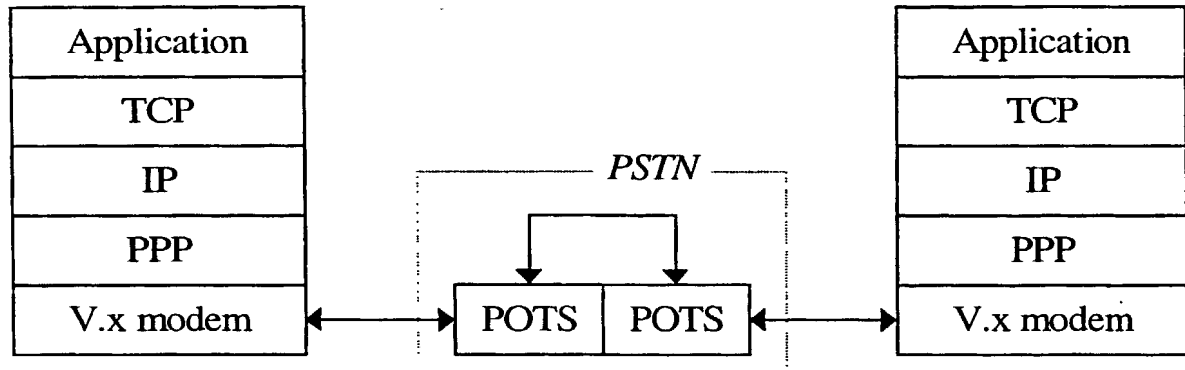 Application
TCP
IP
PPP
V.x modem
PSTN
POTS POTS
Application
TCP
IP
PPP
V.x modem